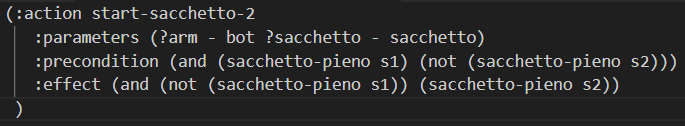 (:action start-sacchetto-2
:parameters (?arm - bot ?sacchetto - sacchetto)
:precondition (and (sacchetto-pieno s1) (not (sacchetto-pieno s2)))
:effect (and (not (sacchetto-pieno s1)) (sacchetto-pieno s2))
)